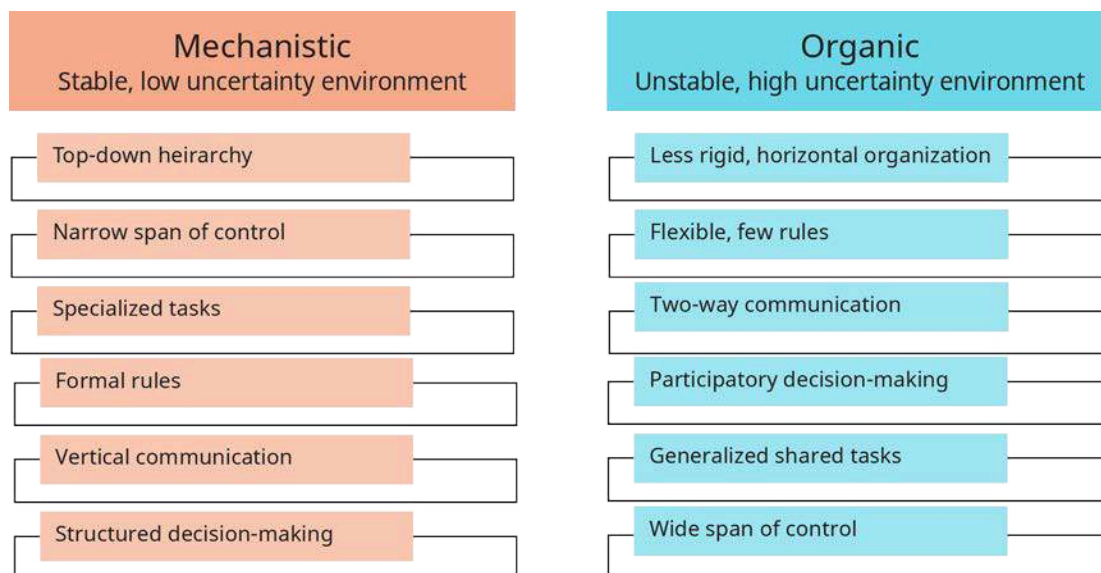 Mechanistic
Stable, low uncertainty environment
Top-down heirarchy
Narrow span of control
Specialized tasks
Formal rules
Vertical communication
Structured decision-making
Organic
Unstable, high uncertainty environment
Less rigid, horizontal organization
Flexible, few rules
Two-way communication
Participatory decision-making
Generalized shared tasks
Wide span of control